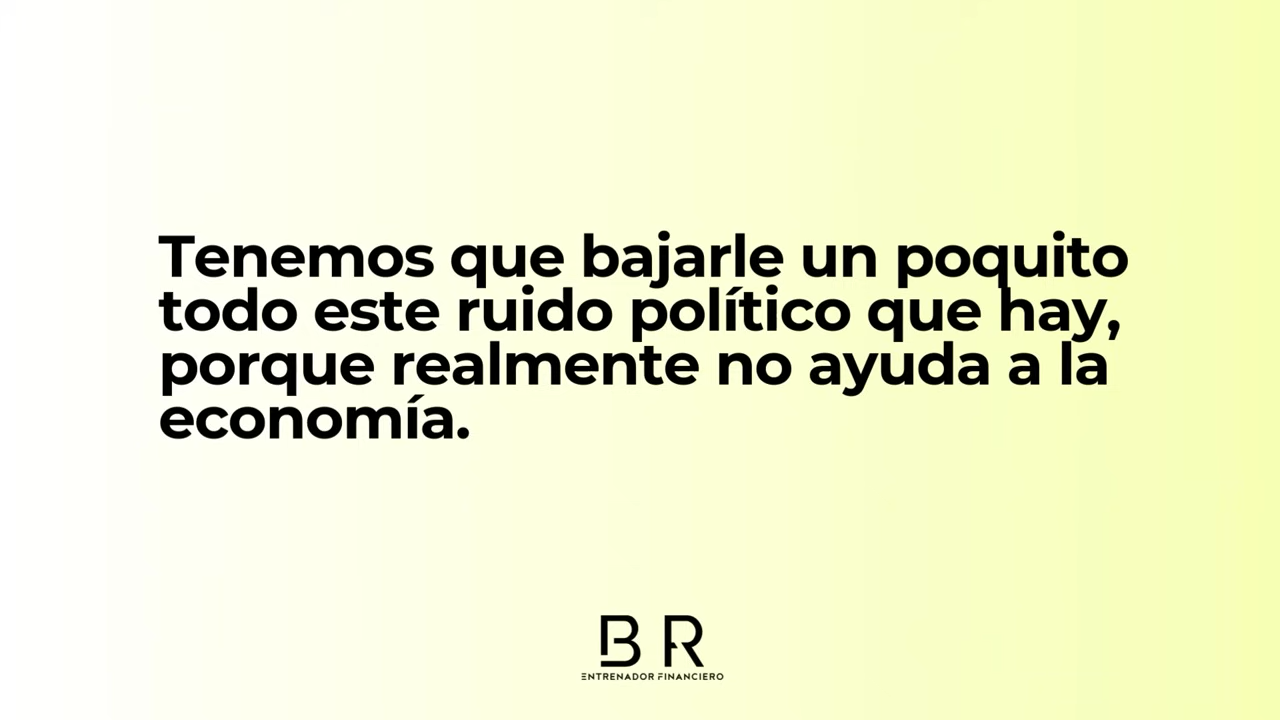 Tenemos que bajarle un poquito
todo este ruido político que hay,
porque realmente no ayuda a la
economía.
BR
ENTRENADOR FINANCIERO